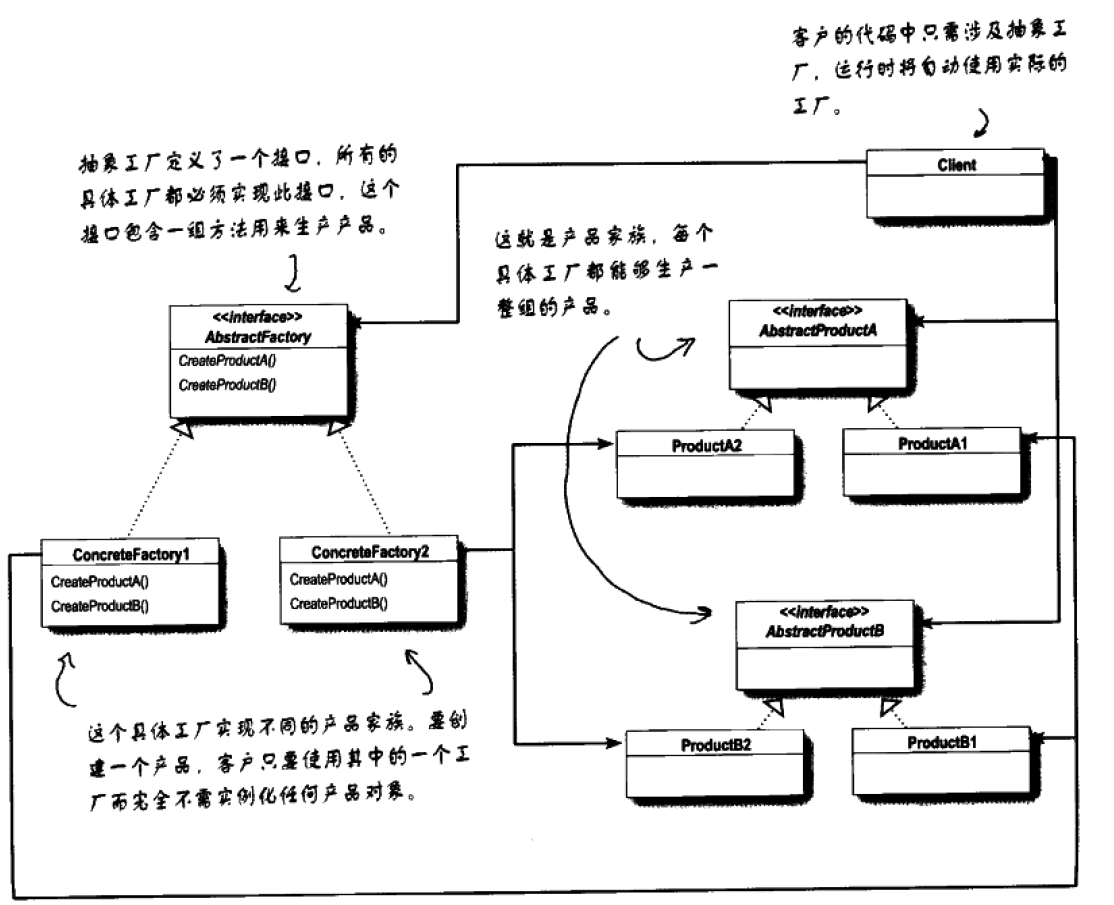 客户的代码中只需涉及抽象工
厂，运行时将自动使用实际的
工厂。
Client
抽象工厂定义了一个接口，所有的
具体工厂都必须实现此接口，这个
接口包含一组方法用来生产产品。
这就是产品家族，每个
具体工厂都能够生产一
整组的产品。
<<interface>>
AbstractFactory
CreateProductA()
CreateProductB()
<<interface>>
AbstractProductA
ProductA2
ProductA1
ConcreteFactory1
CreateProductA()
CreateProductB()
ConcreteFactory2
CreateProductA()
CreateProductB()
<<interface>>
AbstractProductB
ProductB2
ProductB1
这个具体工厂实现不同的产品家族。要创
建一个产品，客户只要使用其中的一个工
厂而完全不需实例化任何产品对象。